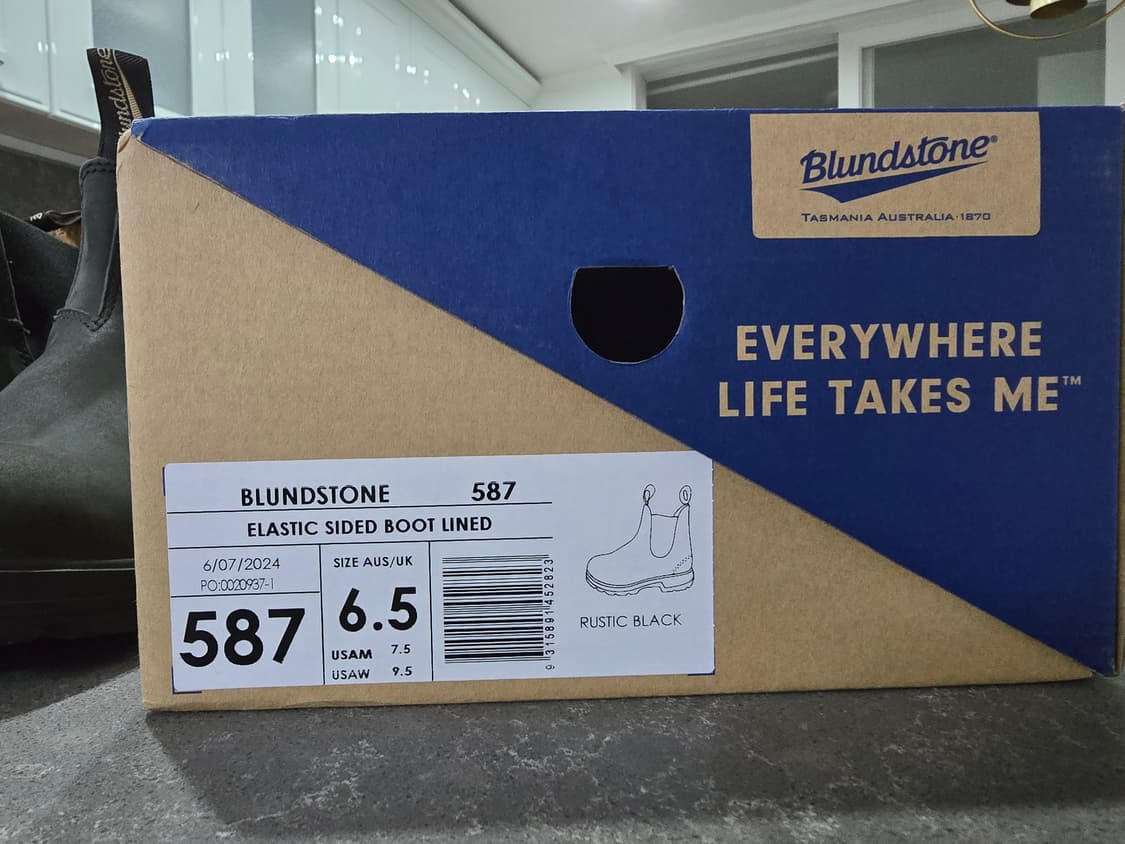 Blundstone
Blundstone®
TASMANIA AUSTRALIA·1870
EVERYWHERE
LIFE TAKES ME™
BLUNDSTONE 587
ELASTIC SIDED BOOT LINED
6/07/2024
PO:0020937-1
587
SIZE AUS/UK
6.5
USAM 7.5
USAW 9.5
9 315891 452823
RUSTIC BLACK